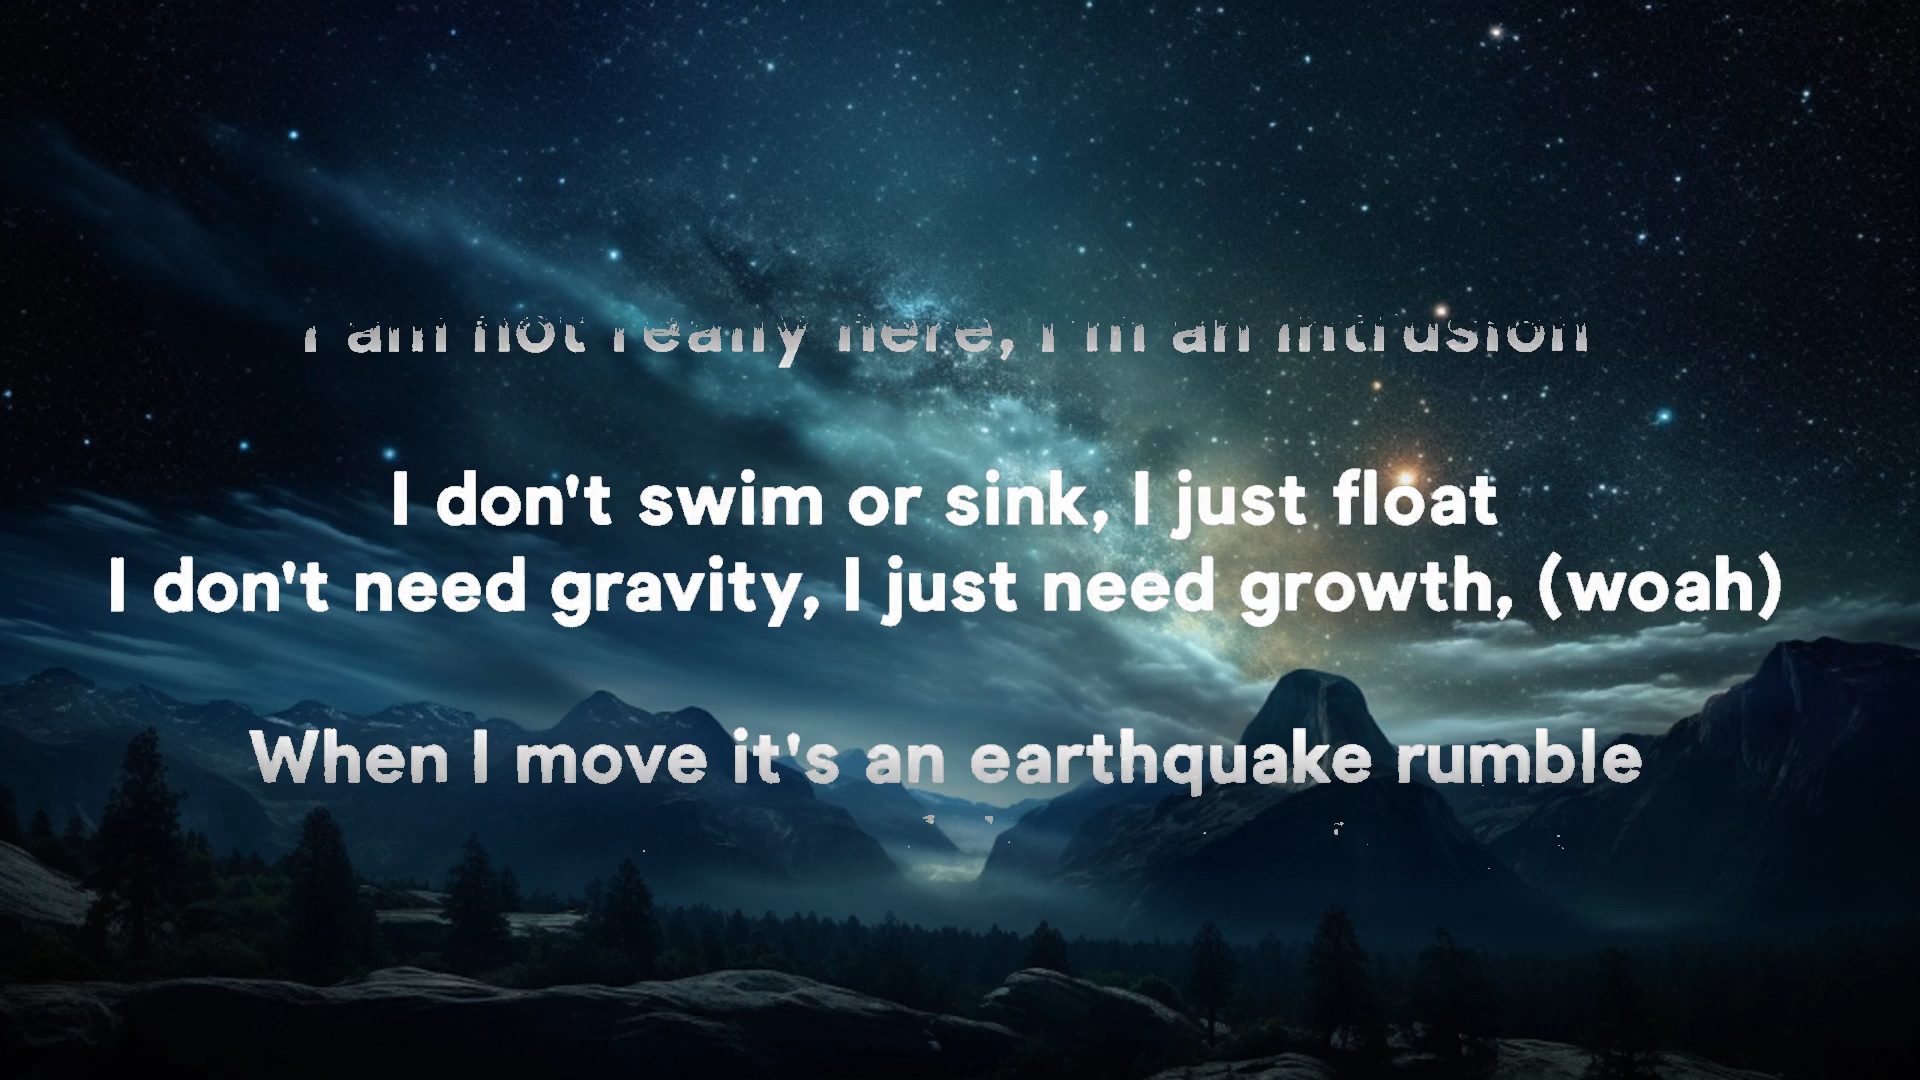 I am not really here, I'm an intrusion
I don't swim or sink, I just float
I don't need gravity, I just need growth, (woah)
When I move it's an earthquake rumble